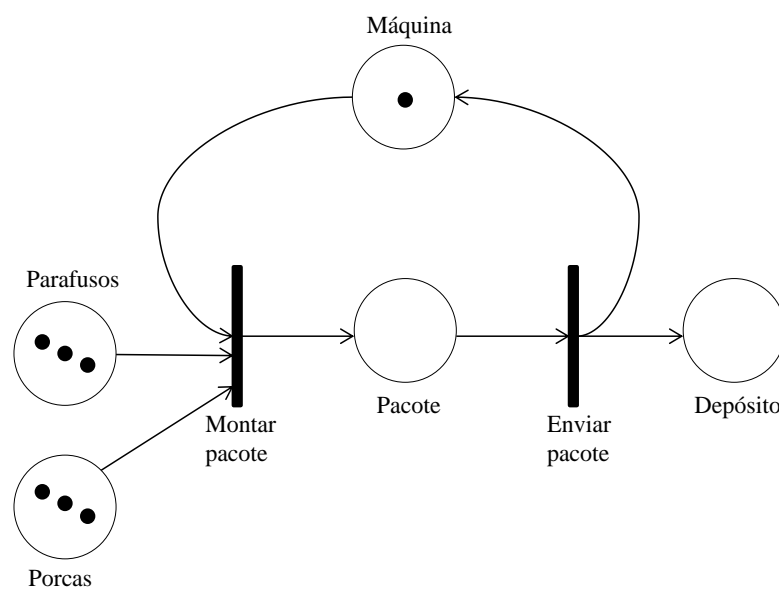 Máquina
Parafusos
Montar
pacote
Pacote
Enviar
pacote
Depósito
Porcas